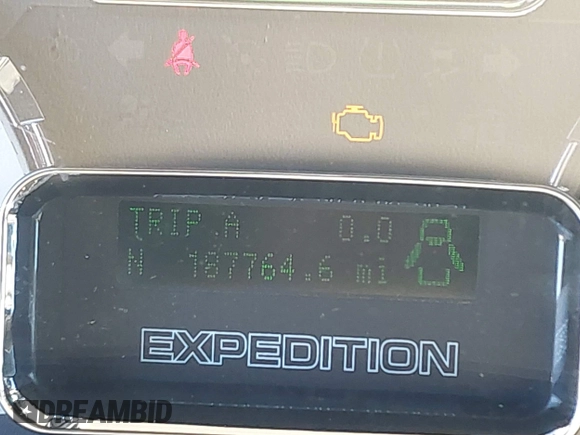 TRIP A 0.0
N 187764.6 mi
EXPEDITION
DREAMBID